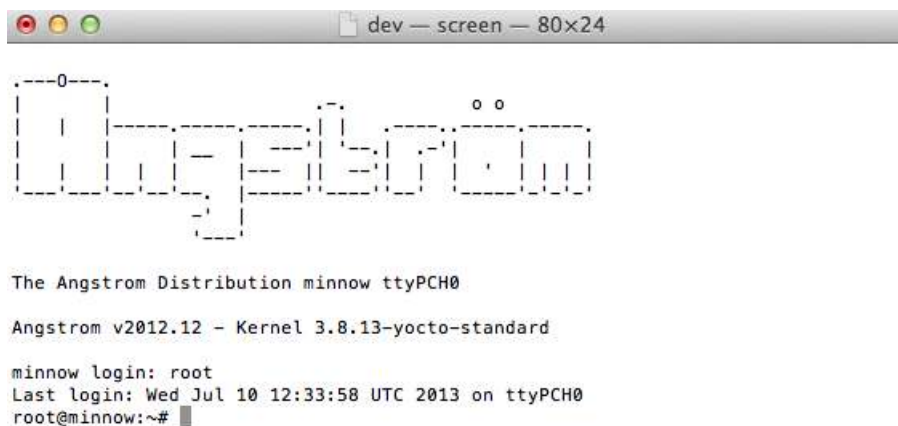 dev — screen — 80×24
.---O---.
|       |                  .-.           o o
|   |   |-----.-----.-----.| |   .----..-----.-----.
|       |     | __  |  ---'| '--.|  .-'|     |     |
|   |   |  |  |     |---  ||  --'|  |  |  '  | | | |
'---'---'--'--'--.  |-----''----''--'  '-----'-'-'-'
                -'  |
                '---'
The Angstrom Distribution minnow ttyPCH0
Angstrom v2012.12 - Kernel 3.8.13-yocto-standard
minnow login: root
Last login: Wed Jul 10 12:33:58 UTC 2013 on ttyPCH0
root@minnow:~#